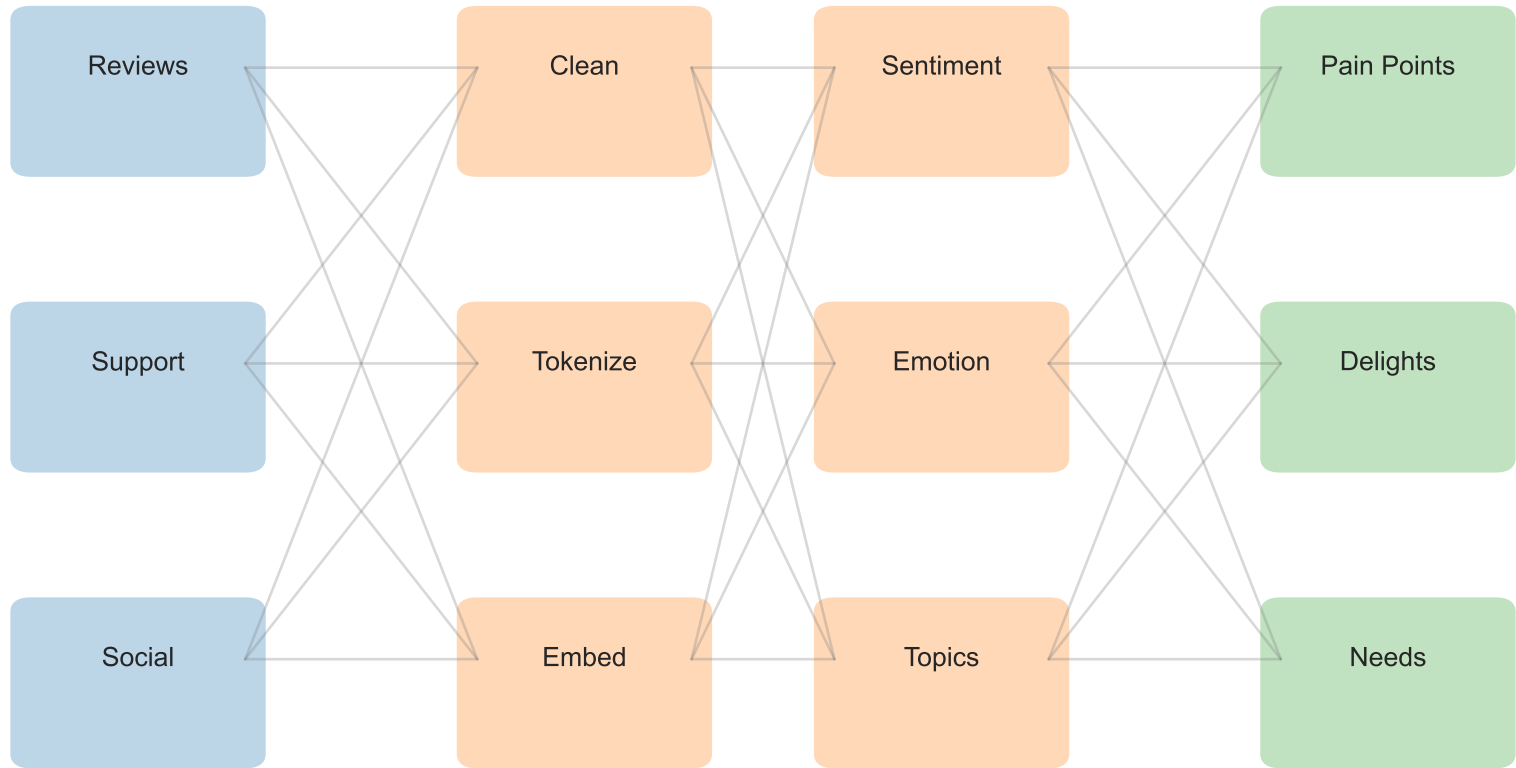 Reviews
Clean
Sentiment
Pain Points
Support
Tokenize
Emotion
Delights
Social
Embed
Topics
Needs